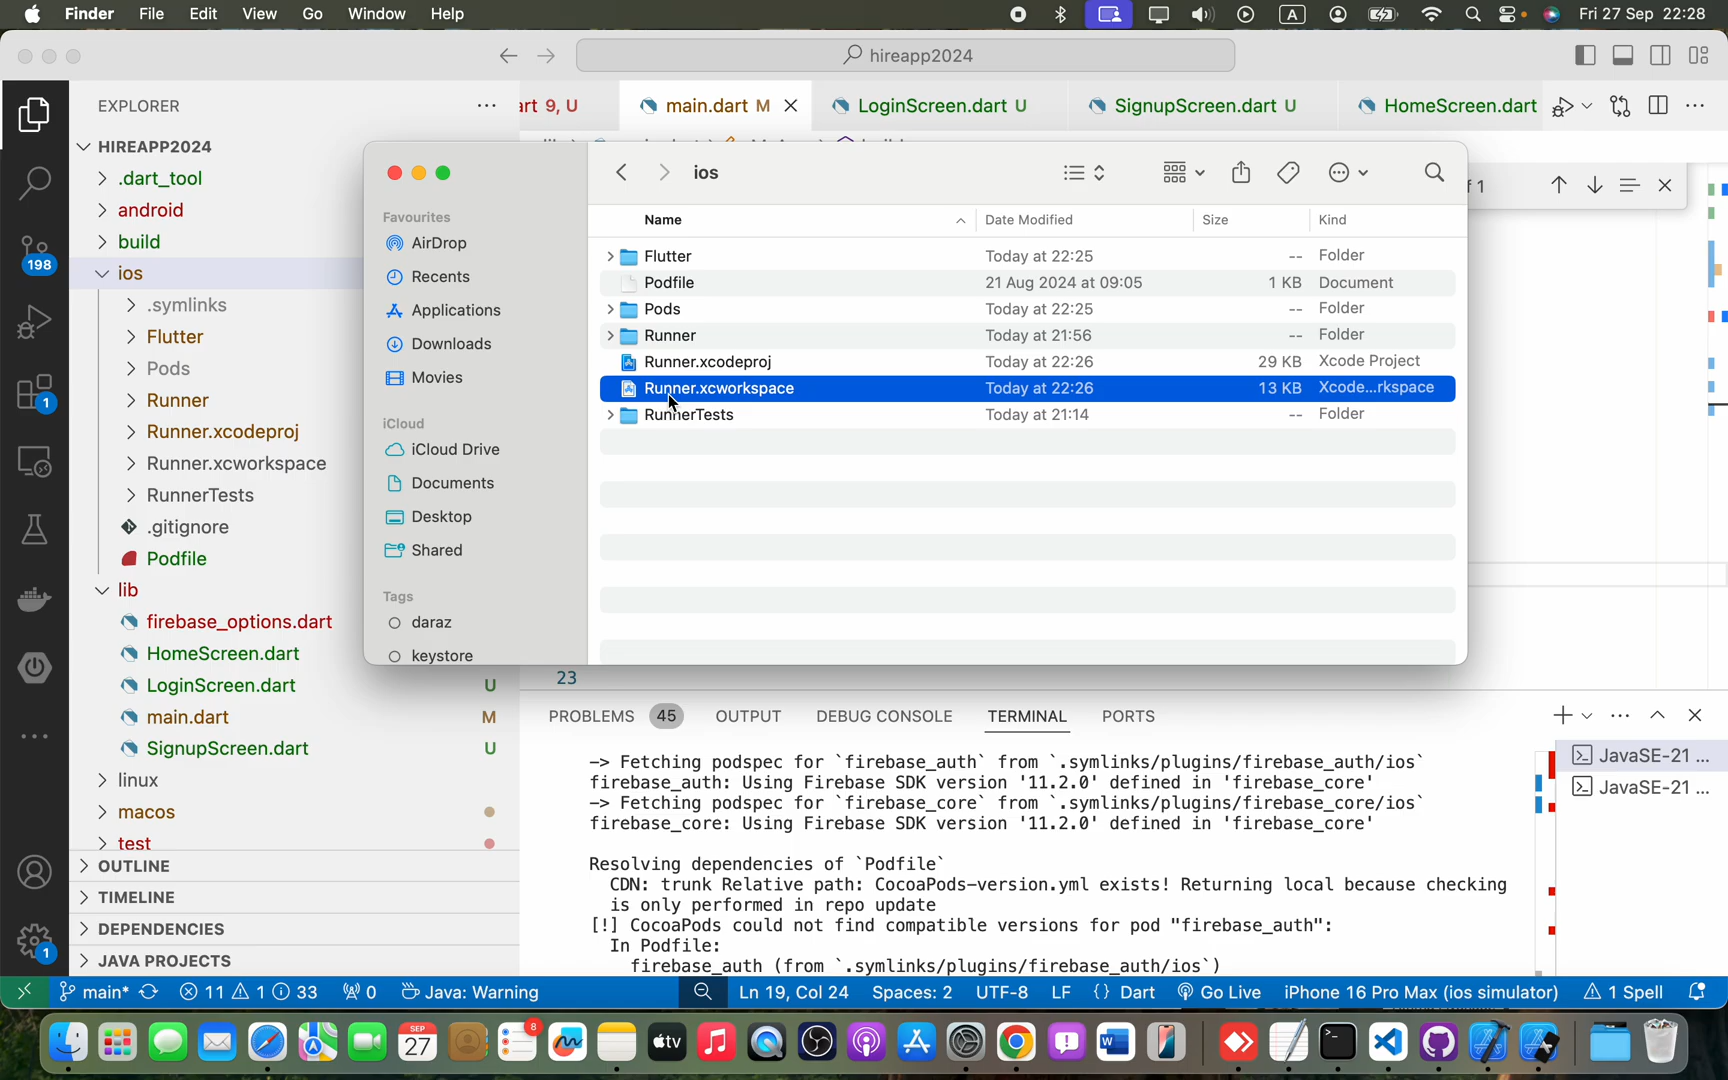 Finder File Edit View Go Window Help
A
Fri 27 Sep 22:28
hireapp2024
EXPLORER
art 9, U
main.dart M
LoginScreen.dart U
SignupScreen.dart U
HomeScreen.dart
HIREAPP2024
.dart_tool
android
build
ios
.symlinks
Flutter
Pods
Runner
Runner.xcodeproj
Runner.xcworkspace
RunnerTests
.gitignore
Podfile
lib
firebase_options.dart
HomeScreen.dart
LoginScreen.dart U
main.dart M
SignupScreen.dart U
linux
macos
test
OUTLINE
TIMELINE
DEPENDENCIES
JAVA PROJECTS
198
1
1
Favourites
AirDrop
Recents
Applications
Downloads
Movies
iCloud
iCloud Drive
Documents
Desktop
Shared
Tags
daraz
keystore
ios
Name Date Modified Size Kind
Flutter Today at 22:25 -- Folder
Podfile 21 Aug 2024 at 09:05 1 KB Document
Pods Today at 22:25 -- Folder
Runner Today at 21:56 -- Folder
Runner.xcodeproj Today at 22:26 29 KB Xcode Project
Runner.xcworkspace Today at 22:26 13 KB Xcode...rkspace
RunnerTests Today at 21:14 -- Folder
f 1
23
PROBLEMS 45 OUTPUT DEBUG CONSOLE TERMINAL PORTS
JavaSE-21 ...
JavaSE-21 ...
-> Fetching podspec for `firebase_auth` from `.symlinks/plugins/firebase_auth/ios`
firebase_auth: Using Firebase SDK version '11.2.0' defined in 'firebase_core'
-> Fetching podspec for `firebase_core` from `.symlinks/plugins/firebase_core/ios`
firebase_core: Using Firebase SDK version '11.2.0' defined in 'firebase_core'
Resolving dependencies of `Podfile`
CDN: trunk Relative path: CocoaPods-version.yml exists! Returning local because checking
is only performed in repo update
[!] CocoaPods could not find compatible versions for pod "firebase_auth":
In Podfile:
firebase_auth (from `.symlinks/plugins/firebase_auth/ios`)
main* 11 1 33 0 Java: Warning Ln 19, Col 24 Spaces: 2 UTF-8 LF {} Dart Go Live iPhone 16 Pro Max (ios simulator) 1 Spell
SEP
27
8
tv